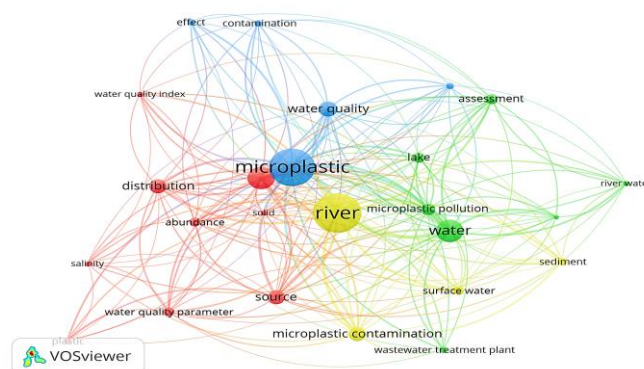 effect
contamination
water quality index
water quality
assessment
microplastic
lake
distribution
river wate
solid
river
microplastic pollution
abundance
water
salinity
sediment
source
surface water
water quality parameter
microplastic contamination
plastic
wastewater treatment plant
VOSviewer